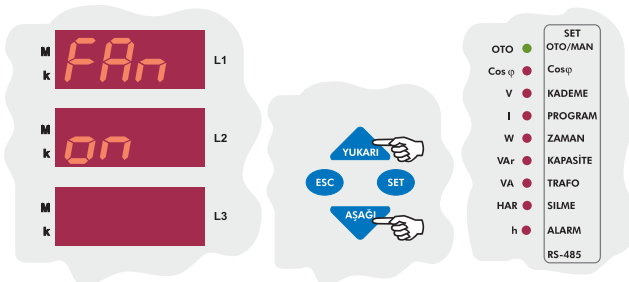 M
FAn
k
L1
M
on
k
L2
M
k
L3
YUKARI
ESC
SET
AŞAĞI
SET
OTO OTO/MAN
Cos φ Cosφ
V KADEME
I PROGRAM
W ZAMAN
VAr KAPASİTE
VA TRAFO
HAR SILME
h ALARM
RS-485